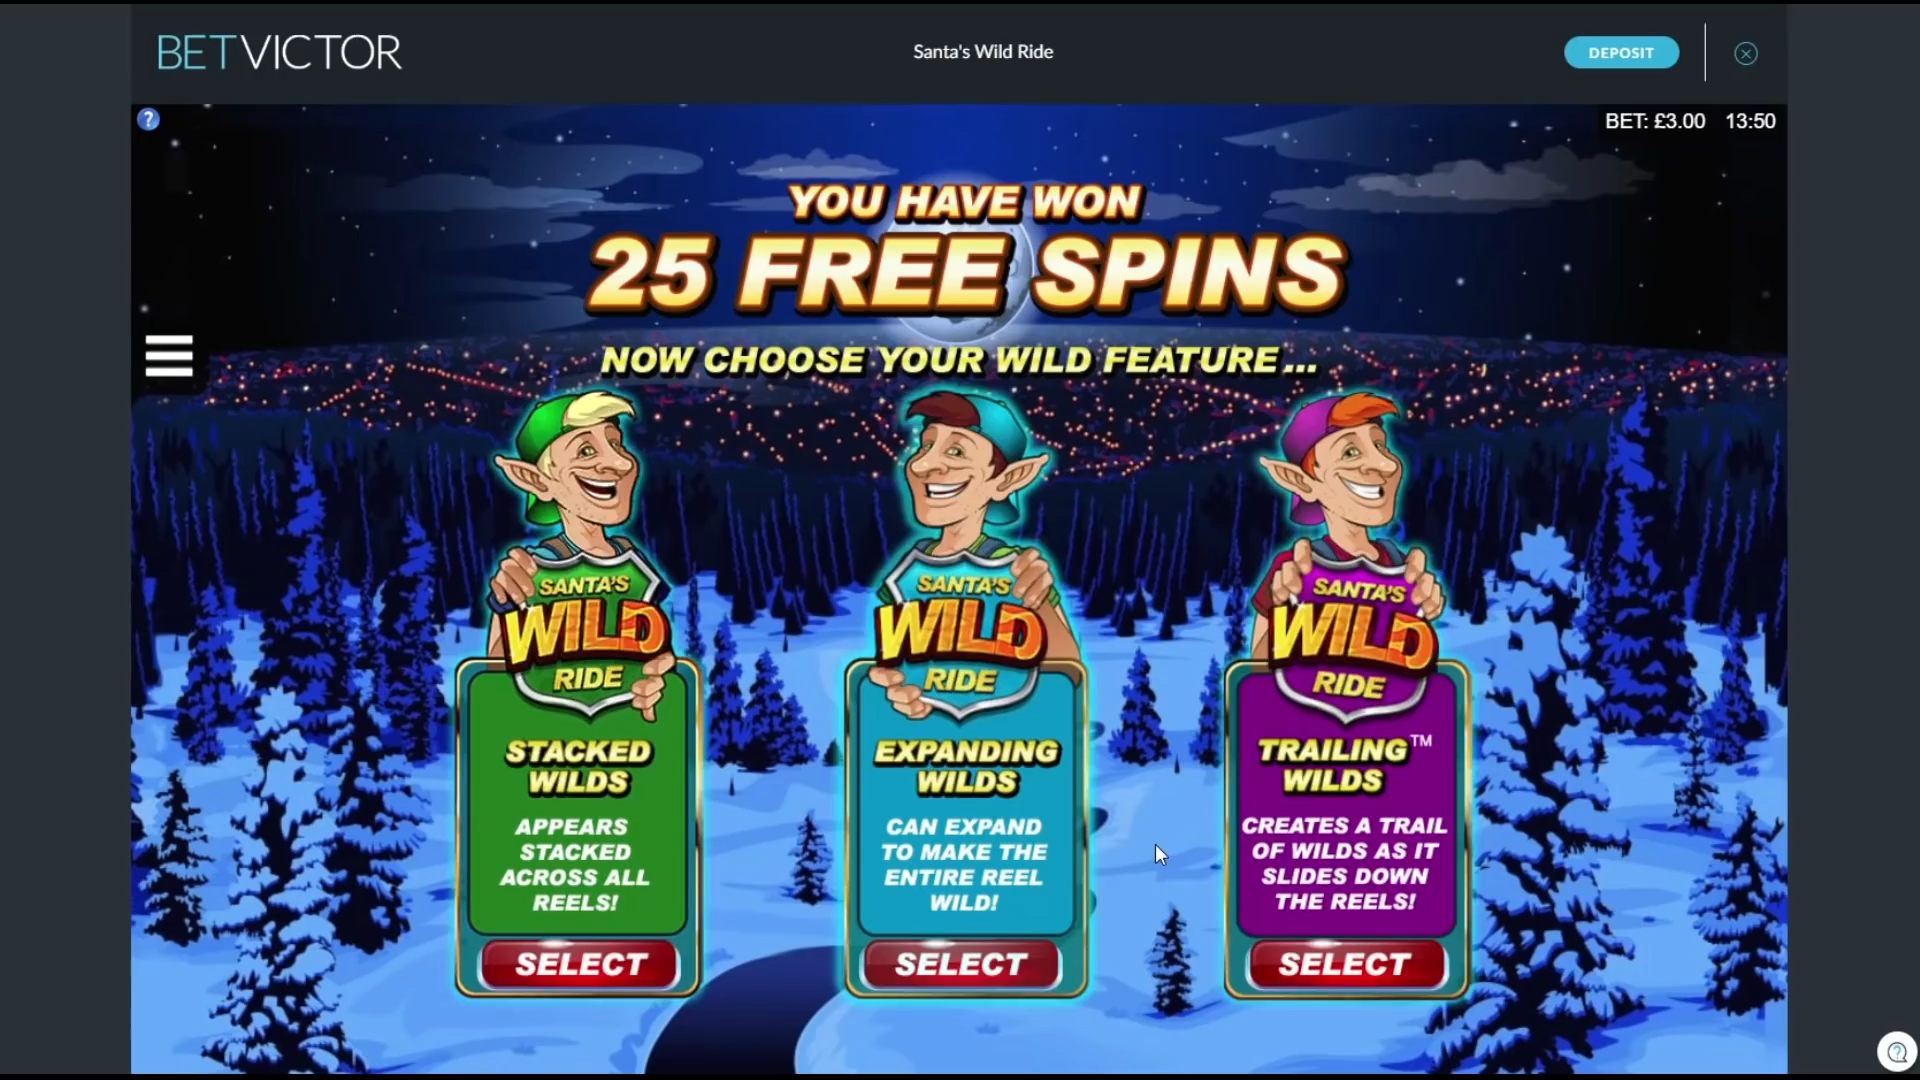 BETVICTOR
Santa's Wild Ride
DEPOSIT
?
BET: £3.00 13:50
YOU HAVE WON
25 FREE SPINS
NOW CHOOSE YOUR WILD FEATURE...
SANTA'S
WILD
RIDE
STACKED
WILDS
APPEARS
STACKED
ACROSS ALL
REELS!
SELECT
SANTA'S
WILD
RIDE
EXPANDING
WILDS
CAN EXPAND
TO MAKE THE
ENTIRE REEL
WILD!
SELECT
SANTA'S
WILD
RIDE
TRAILING™
WILDS
CREATES A TRAIL
OF WILDS AS IT
SLIDES DOWN
THE REELS!
SELECT